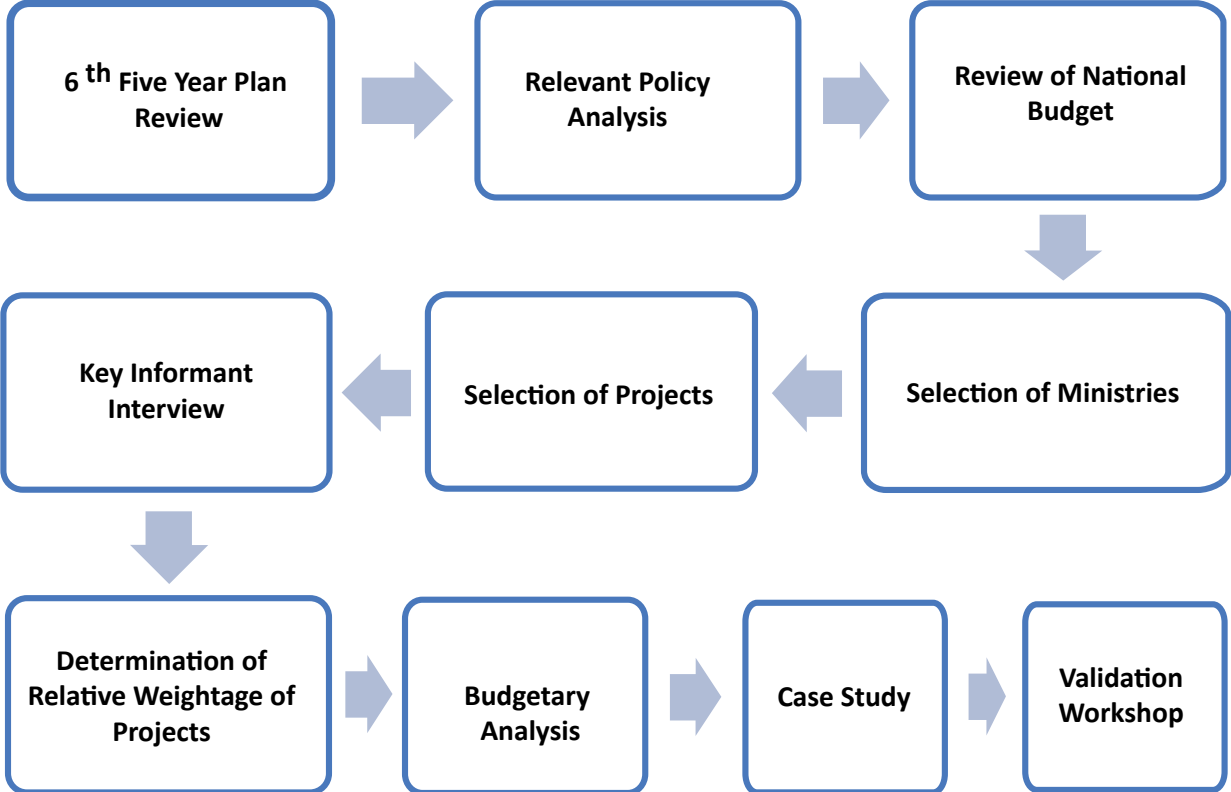 6 th Five Year Plan
Review
Relevant Policy
Analysis
Review of National
Budget
Selection of Ministries
Selection of Projects
Key Informant
Interview
Determination of
Relative Weightage of
Projects
Budgetary
Analysis
Case Study
Validation
Workshop